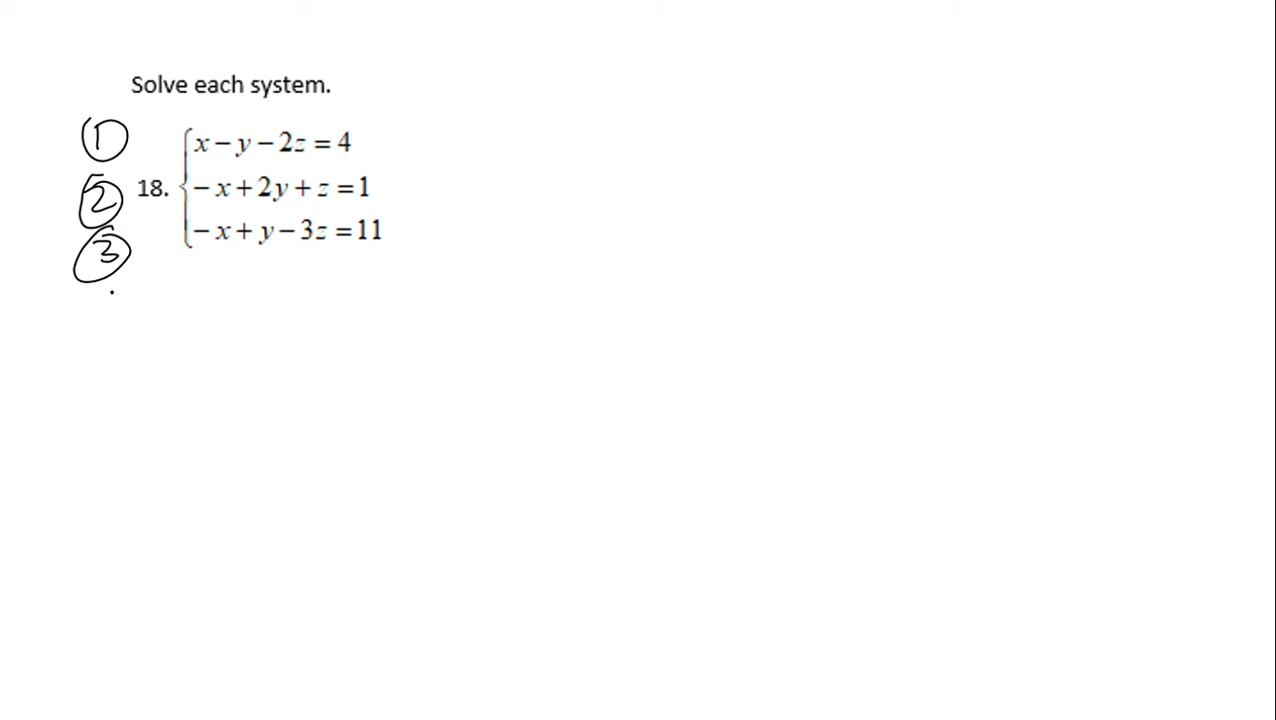 Solve each system.
① x − y − 2z = 4
② 18. − x + 2y + z = 1
③ − x + y − 3z = 11